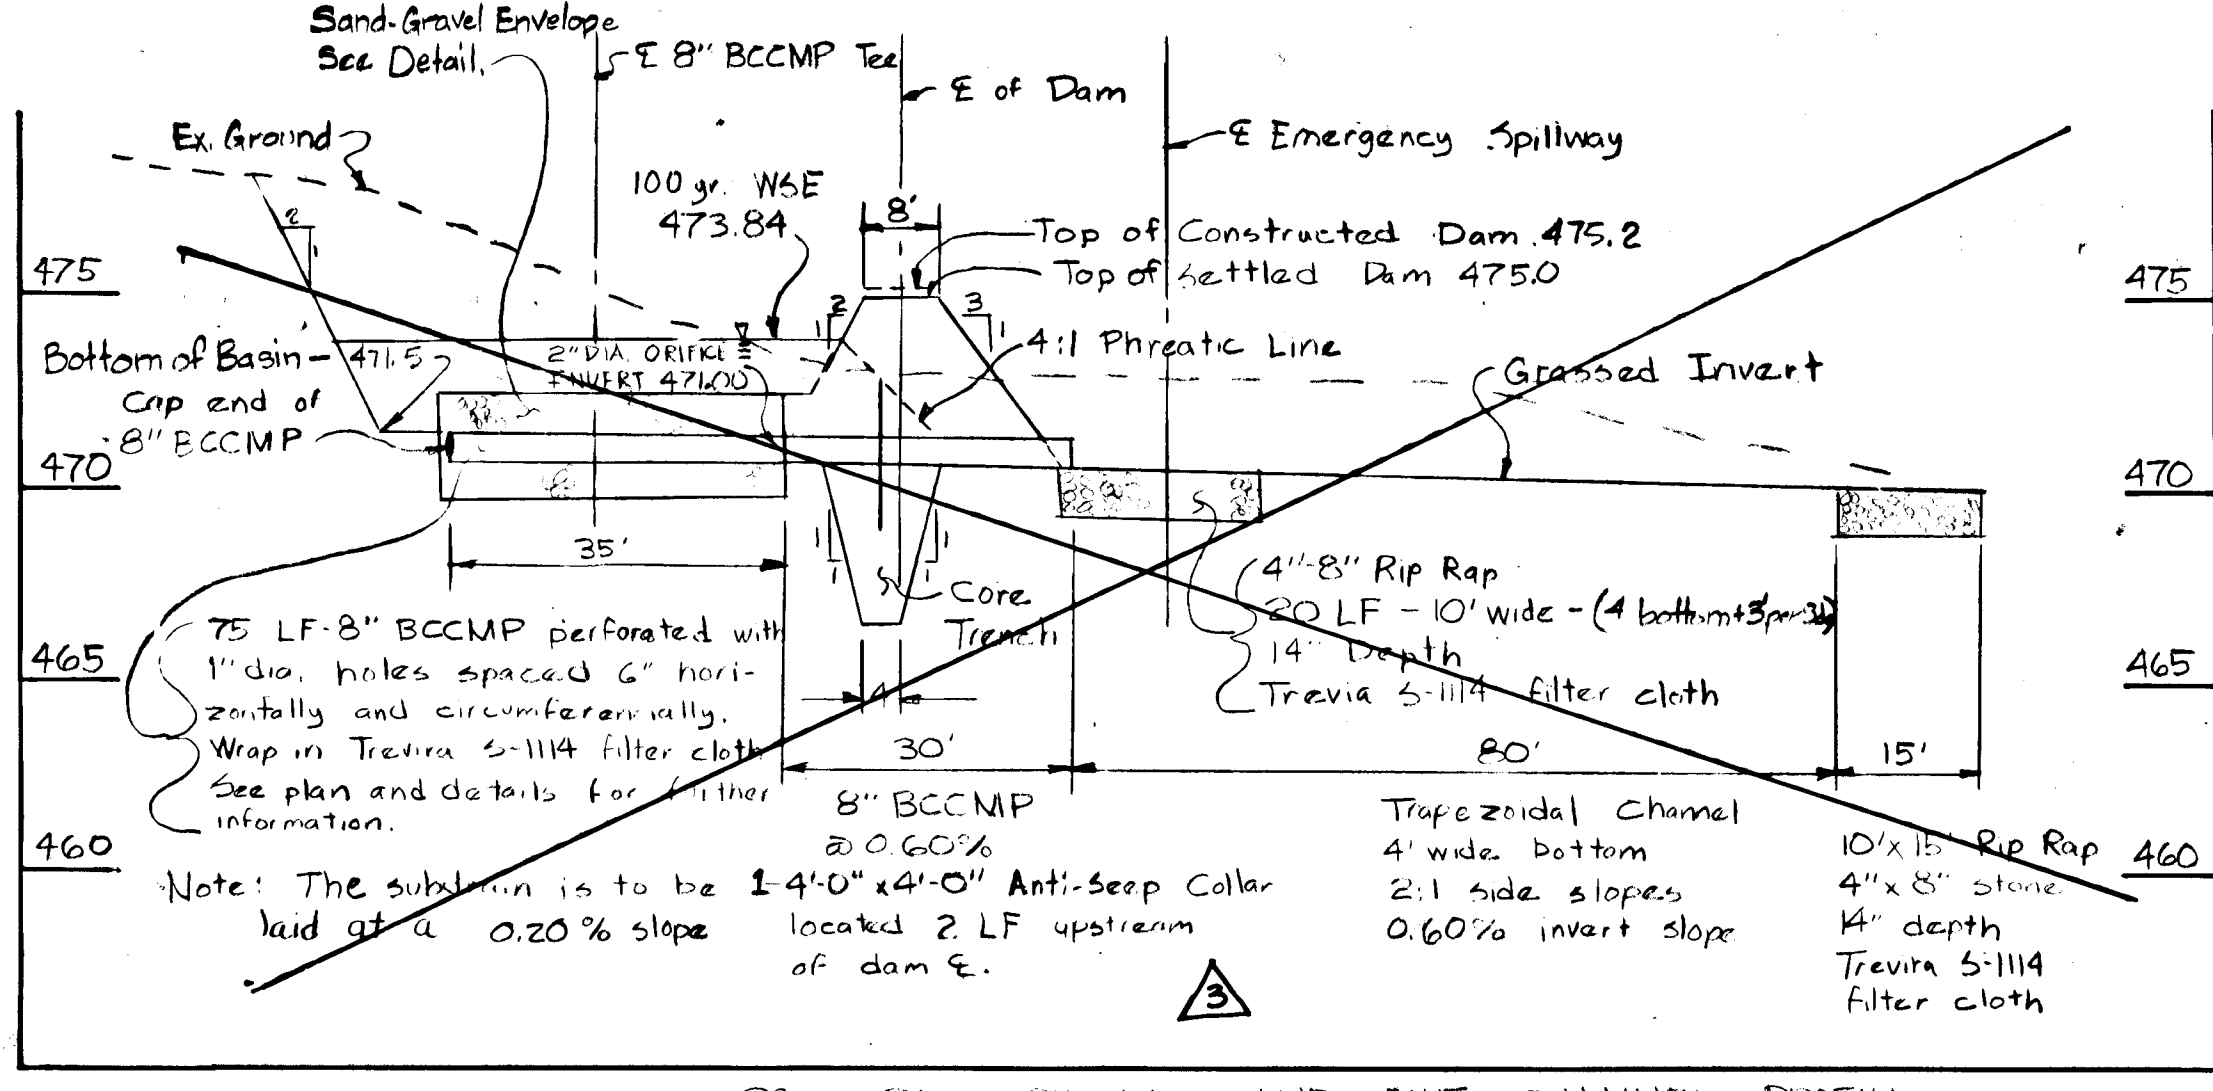 Sand-Gravel Envelope
See Detail.
℄ 8" BCCMP Tee
℄ of Dam
℄ Emergency Spillway
Ex. Ground
100 yr. WSE
473.84
8'
Top of Constructed Dam 475.2
Top of Settled Dam 475.0
2
1
475
475
2
1
3
1
4:1 Phreatic Line
Bottom of Basin - 471.5
2" DIA. ORIFICE
INVERT 471.00
Grassed Invert
Cap end of
8" BCCMP
470
470
35'
1
1
1
1
Core
Trench
4"-8" Rip Rap
20 LF - 10' wide - (4 bottom +
14" Depth
Trevia S-1114 filter cloth
75 LF-8" BCCMP perforated with
1" dia. holes spaced 6" hori-
zontally and circumferentially.
Wrap in Trevira S-1114 filter cloth
See plan and details for further
information.
465
465
4'
30'
80'
15'
8" BCCMP
@ 0.60%
Trapezoidal Channel
4' wide bottom
2:1 side slopes
0.60% invert slope
10' x 15' Rip Rap
4" x 8" stone
14" depth
Trevira S-1114
filter cloth
460
460
Note: The subdrain is to be
laid at a 0.20% slope
1-4'-0" x 4'-0" Anti-Seep Collar
located 2 LF upstream
of dam ℄.
3